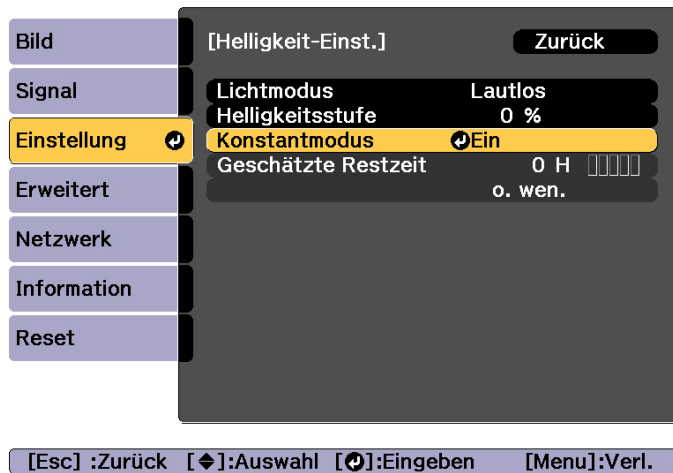 Bild
Signal
Einstellung
Erweitert
Netzwerk
Information
Reset
[Helligkeit-Einst.] Zurück
Lichtmodus Lautlos
Helligkeitsstufe 0 %
Konstantmodus Ein
Geschätzte Restzeit 0 H
o. wen.
[Esc] :Zurück [◆]:Auswahl [⏎]:Eingeben [Menu]:Verl.